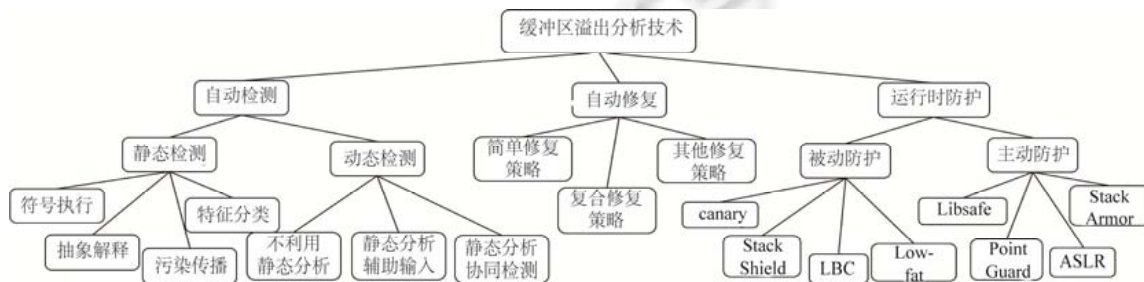 缓冲区溢出分析技术
自动检测
自动修复
运行时防护
静态检测
动态检测
简单修复
策略
复合修复
策略
其他修复
策略
被动防护
主动防护
符号执行
抽象解释
污染传播
特征分类
不利用
静态分析
静态分析
辅助输入
静态分析
协同检测
canary
Stack
Shield
LBC
Low-
fat
Libsafe
Point
Guard
ASLR
Stack
Armor